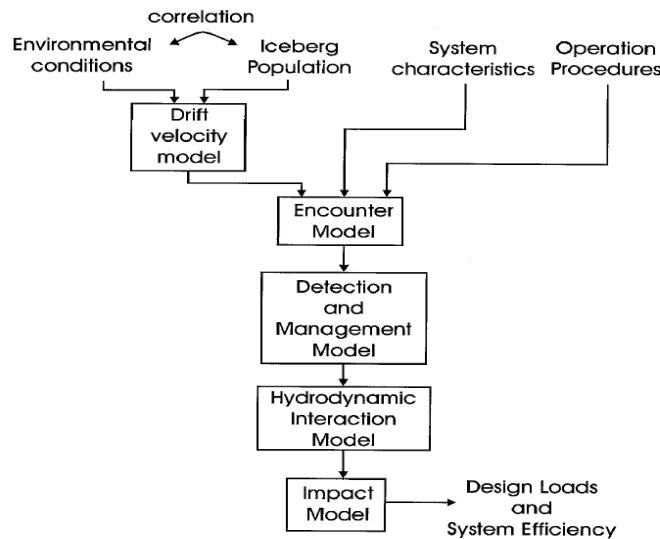 correlation
Environmental
conditions
Iceberg
Population
System
characteristics
Operation
Procedures
Drift
velocity
model
Encounter
Model
Detection
and
Management
Model
Hydrodynamic
Interaction
Model
Impact
Model
Design Loads
and
System Efficiency